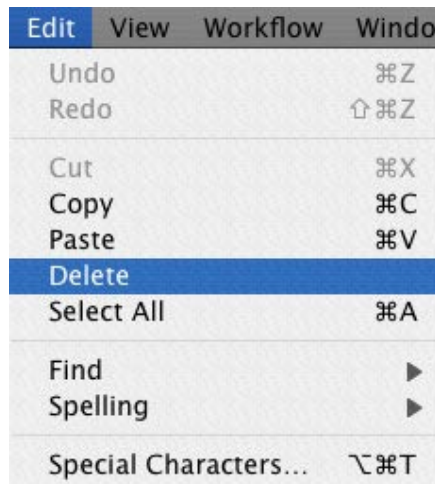 Edit View Workflow Windo
Undo ⌘Z
Redo ⇧⌘Z
Cut ⌘X
Copy ⌘C
Paste ⌘V
Delete
Select All ⌘A
Find ▶
Spelling ▶
Special Characters... ⌥⌘T